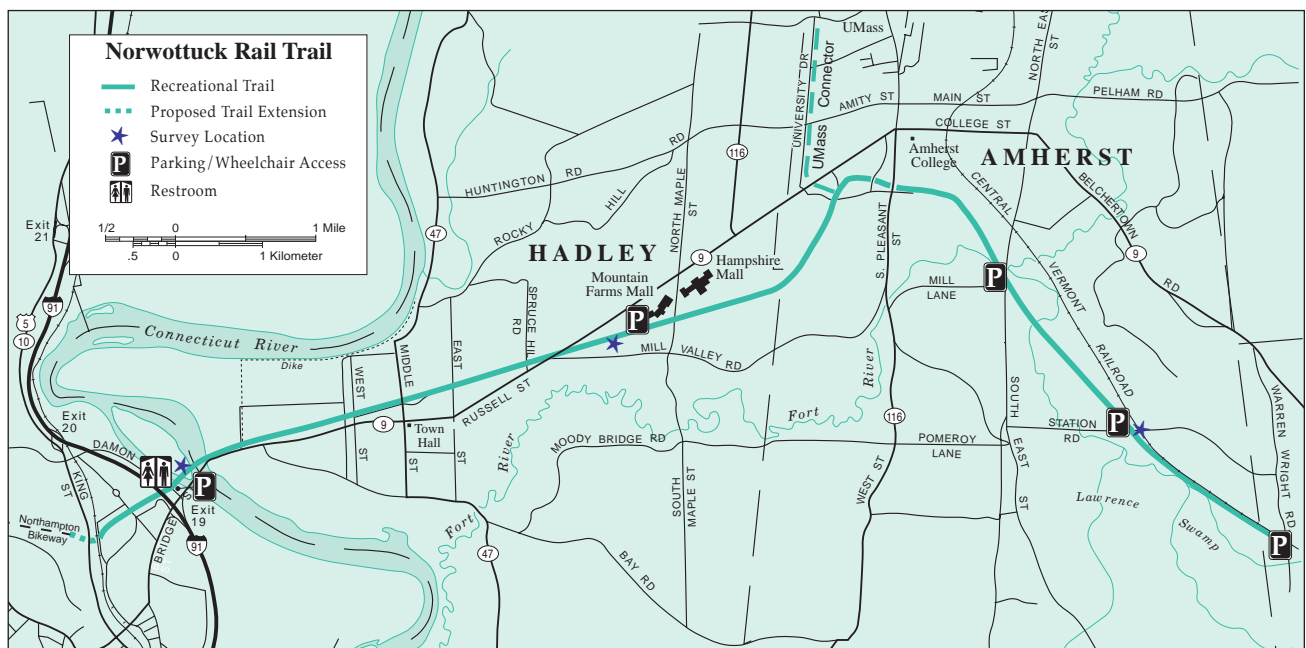 Norwottuck Rail Trail
Recreational Trail
Proposed Trail Extension
Survey Location
P
Parking/Wheelchair Access
Restroom
1/2 0 1 Mile
.5 0 1 Kilometer
UMass
NORTH EAST
ST
UNIVERSITY DR
UMass
Connector
AMITY ST
MAIN ST
PELHAM RD
COLLEGE ST
Amherst
College
AMHERST
116
HUNTINGTON RD
ROCKY HILL
RD
NORTH MAPLE
ST
47
Exit
21
91
5
10
CENTRAL
VERMONT
RAILROAD
BELCHERTOWN
RD
9
S. PLEASANT
ST
HADLEY
9
Hampshire
Mall
Mountain
Farms Mall
P
MILL
LANE
P
SPRUCE HILL
RD
MILL VALLEY RD
Connecticut River
Dike
WEST
ST
MIDDLE
ST
EAST
ST
RUSSELL ST
9
Town
Hall
Fort
River
116
River
Fort
MOODY BRIDGE RD
POMEROY
LANE
SOUTH
EAST
ST
STATION
RD
P
WARREN
WRIGHT
RD
Exit
20
DAMON
KING
ST
P
Exit
19
91
BRIDGE
ST
Northampton
Bikeway
47
SOUTH
MAPLE ST
WEST ST
BAY RD
Lawrence
Swamp
P